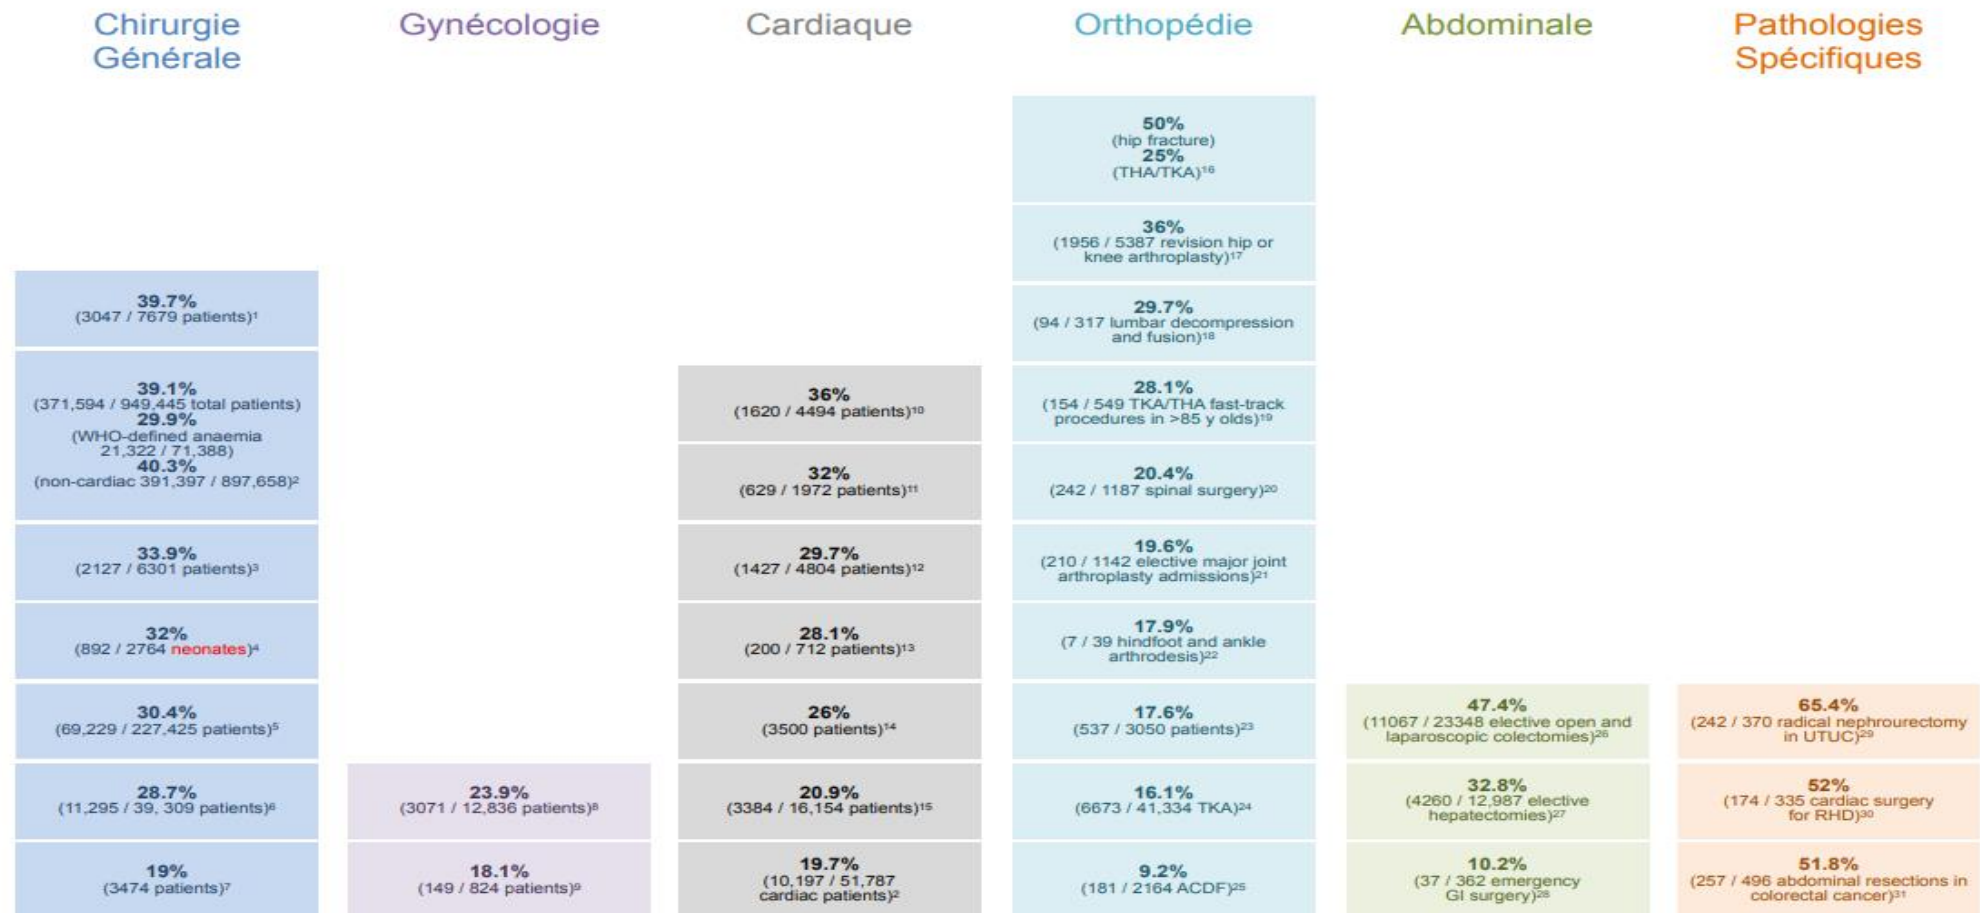 Chirurgie
Générale
Gynécologie
Cardiaque
Orthopédie
Abdominale
Pathologies
Spécifiques
39.7%
(3047 / 7679 patients)¹
39.1%
(371,594 / 949,445 total patients)
29.9%
(WHO-defined anaemia
21,322 / 71,388)
40.3%
(non-cardiac 391,397 / 897,658)²
33.9%
(2127 / 6301 patients)³
32%
(892 / 2764 neonates)⁴
30.4%
(69,229 / 227,425 patients)⁵
28.7%
(11,295 / 39, 309 patients)⁶
19%
(3474 patients)⁷
23.9%
(3071 / 12,836 patients)⁸
18.1%
(149 / 824 patients)⁹
36%
(1620 / 4494 patients)¹⁰
32%
(629 / 1972 patients)¹¹
29.7%
(1427 / 4804 patients)¹²
28.1%
(200 / 712 patients)¹³
26%
(3500 patients)¹⁴
20.9%
(3384 / 16,154 patients)¹⁵
19.7%
(10,197 / 51,787
cardiac patients)²
50%
(hip fracture)
25%
(THA/TKA)¹⁶
36%
(1956 / 5387 revision hip or
knee arthroplasty)¹⁷
29.7%
(94 / 317 lumbar decompression
and fusion)¹⁸
28.1%
(154 / 549 TKA/THA fast-track
procedures in >85 y olds)¹⁹
20.4%
(242 / 1187 spinal surgery)²⁰
19.6%
(210 / 1142 elective major joint
arthroplasty admissions)²¹
17.9%
(7 / 39 hindfoot and ankle
arthrodesis)²²
17.6%
(537 / 3050 patients)²³
16.1%
(6673 / 41,334 TKA)²⁴
9.2%
(181 / 2164 ACDF)²⁵
47.4%
(11067 / 23348 elective open and
laparoscopic colectomies)²⁶
32.8%
(4260 / 12,987 elective
hepatectomies)²⁷
10.2%
(37 / 362 emergency
GI surgery)²⁸
65.4%
(242 / 370 radical nephrourectomy
in UTUC)²⁹
52%
(174 / 335 cardiac surgery
for RHD)³⁰
51.8%
(257 / 496 abdominal resections in
colorectal cancer)³¹